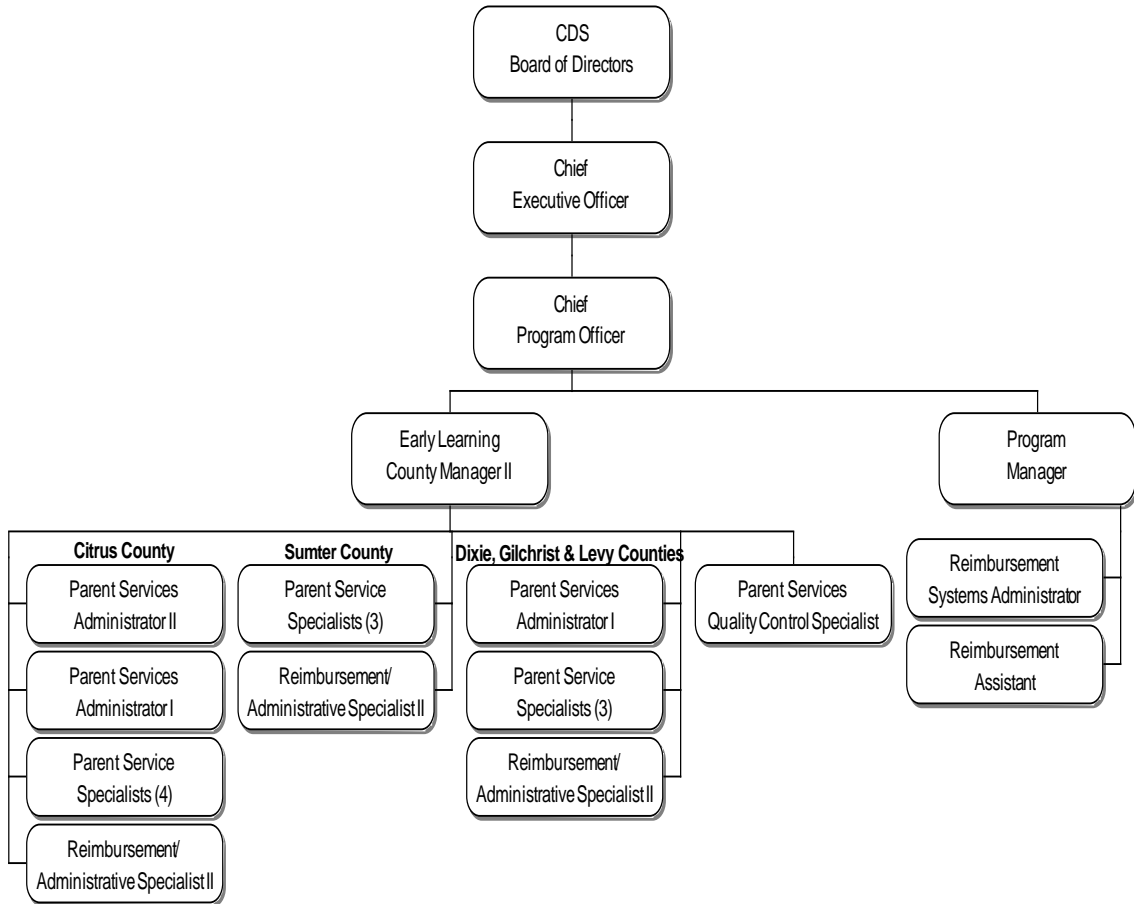 CDS
Board of Directors
Chief
Executive Officer
Chief
Program Officer
Early Learning
County Manager II
Program
Manager
Citrus County
Parent Services
Administrator II
Parent Services
Administrator I
Parent Service
Specialists (4)
Reimbursement/
Administrative Specialist II
Sumter County
Parent Service
Specialists (3)
Reimbursement/
Administrative Specialist II
Dixie, Gilchrist & Levy Counties
Parent Services
Administrator I
Parent Service
Specialists (3)
Reimbursement/
Administrative Specialist II
Parent Services
Quality Control Specialist
Reimbursement
Systems Administrator
Reimbursement
Assistant